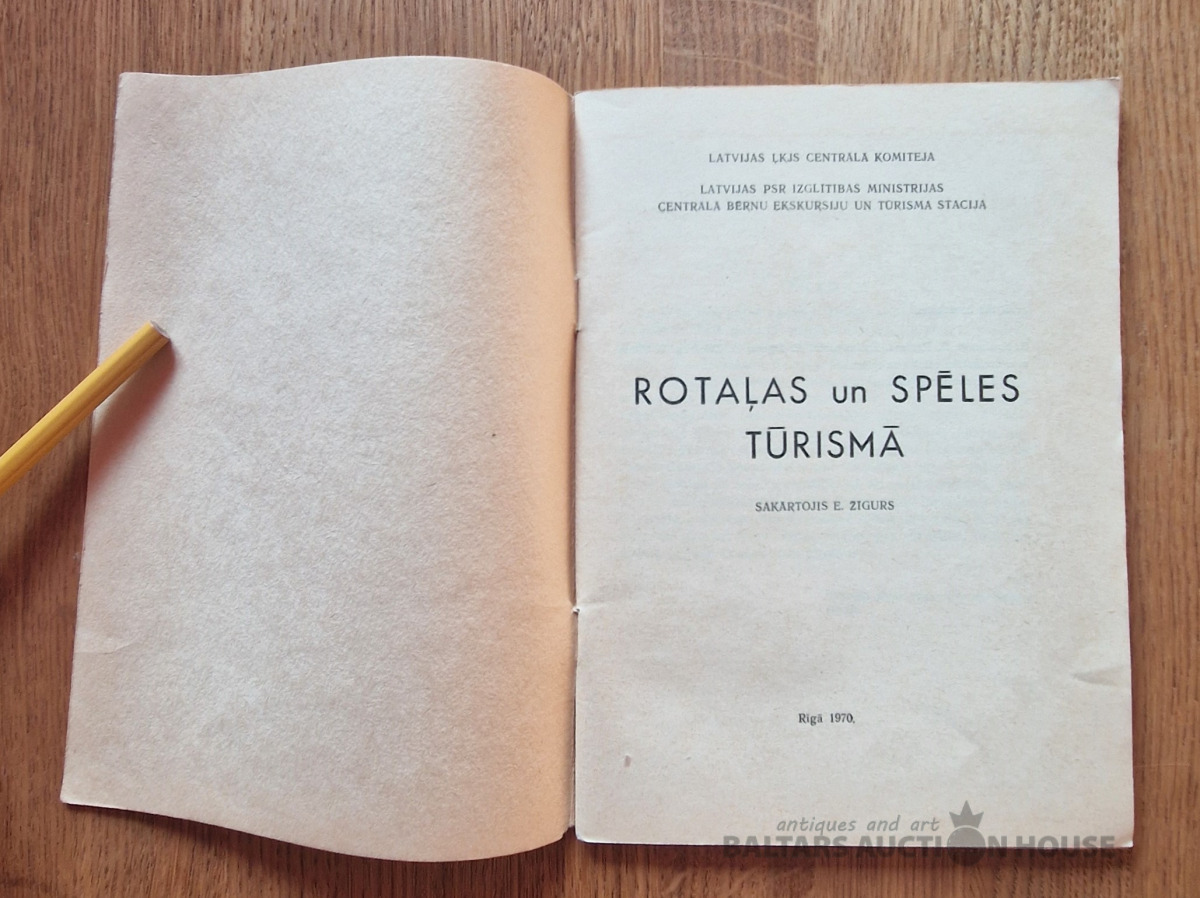 LATVIJAS ĻKJS CENTRĀLĀ KOMITEJA
LATVIJAS PSR IZGLĪTĪBAS MINISTRIJAS
CENTRĀLĀ BĒRNU EKSKURSIJU UN TŪRISMA STACIJA
ROTAĻAS un SPĒLES
TŪRISMĀ
SAKĀRTOJIS E. ŽĪGURS
Rīgā 1970.
antiques and art
BALTARS AUCTION HOUSE